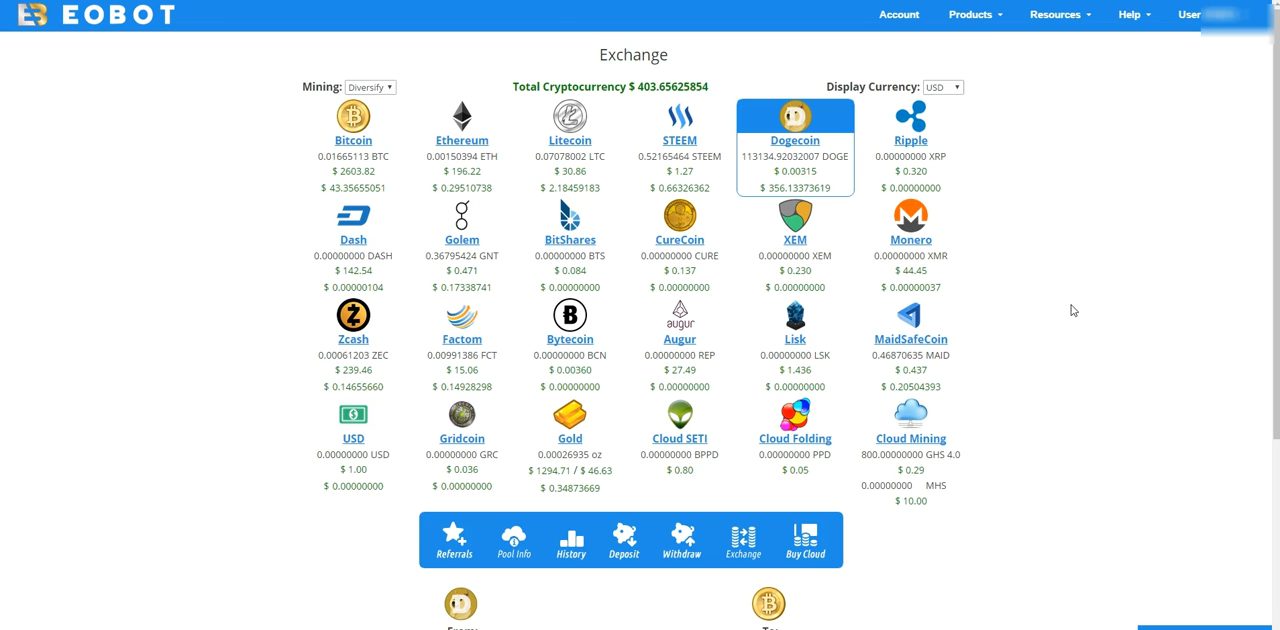 EB EOBOT
Account Products Resources Help User
Exchange
Mining: Diversify Total Cryptocurrency $ 403.65625854 Display Currency: USD
Bitcoin Ethereum Litecoin STEEM Dogecoin Ripple
0.01665113 BTC 0.00150394 ETH 0.07078002 LTC 0.52165464 STEEM 113134.92032007 DOGE 0.00000000 XRP
$ 2603.82 $ 196.22 $ 30.86 $ 1.27 $ 0.00315 $ 0.320
$ 43.35655051 $ 0.29510738 $ 2.18459183 $ 0.66326362 $ 356.13373619 $ 0.00000000
Dash Golem BitShares CureCoin XEM Monero
0.00000000 DASH 0.36795424 GNT 0.00000000 BTS 0.00000000 CURE 0.00000000 XEM 0.00000000 XMR
$ 142.54 $ 0.471 $ 0.084 $ 0.137 $ 0.230 $ 44.45
$ 0.00000104 $ 0.17338741 $ 0.00000000 $ 0.00000000 $ 0.00000000 $ 0.00000037
augur
Zcash Factom Bytecoin Augur Lisk MaidSafeCoin
0.00061203 ZEC 0.00991386 FCT 0.00000000 BCN 0.00000000 REP 0.00000000 LSK 0.46870635 MAID
$ 239.46 $ 15.06 $ 0.00360 $ 27.49 $ 1.436 $ 0.437
$ 0.14655660 $ 0.14928298 $ 0.00000000 $ 0.00000000 $ 0.00000000 $ 0.20504393
USD Gridcoin Gold Cloud SETI Cloud Folding Cloud Mining
0.00000000 USD 0.00000000 GRC 0.00026935 oz 0.00000000 BPPD 0.00000000 PPD 800.00000000 GHS 4.0
$ 1.00 $ 0.036 $ 1294.71 / $ 46.63 $ 0.80 $ 0.05 $ 0.29
$ 0.00000000 $ 0.00000000 $ 0.34873669 0.00000000 MHS
$ 10.00
Referrals Pool Info History Deposit Withdraw Exchange Buy Cloud